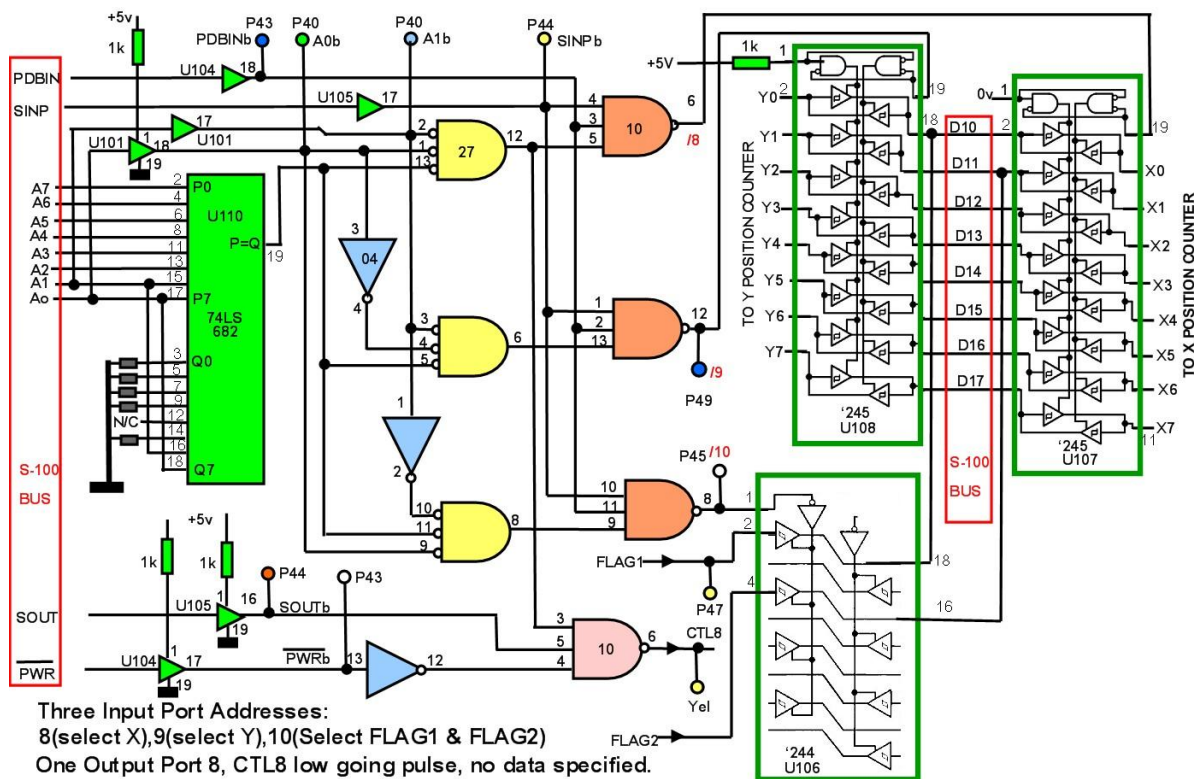 +5v
1k
P43
PDBINb
P40
A0b
P40
A1b
P44
SINPb
PDBIN
U104
18
SINP
U105
17
17
U101
U101
1
18
19
2
1
13
27
12
4
3
5
10
6
/8
+5V
1k
1
2
19
18
Y0
Y1
Y2
Y3
Y4
Y5
Y6
Y7
TO Y POSITION COUNTER
'245
U108
D10
D11
D12
D13
D14
D15
D16
D17
S-100
BUS
0v
1
2
19
X0
X1
X2
X3
X4
X5
X6
X7
11
TO X POSITION COUNTER
'245
U107
A7
A6
A5
A4
A3
A2
A1
Ao
2
4
6
8
11
13
15
17
P0
U110
P=Q
19
P7
74LS
682
Q0
Q7
3
5
7
9
12
14
16
18
N/C
S-100
BUS
3
04
4
3
4
5
6
1
2
13
12
/9
P49
1
2
10
11
9
8
10
11
9
8
P45
/10
1
2
4
18
16
FLAG1
P47
FLAG2
'244
U106
+5v
1k
1k
P44
P43
SOUT
U105
1
16
19
SOUTb
PWR
U104
1
17
19
PWRb
13
12
3
5
4
10
6
CTL8
Yel
Three Input Port Addresses:
8(select X),9(select Y),10(Select FLAG1 & FLAG2)
One Output Port 8, CTL8 low going pulse, no data specified.